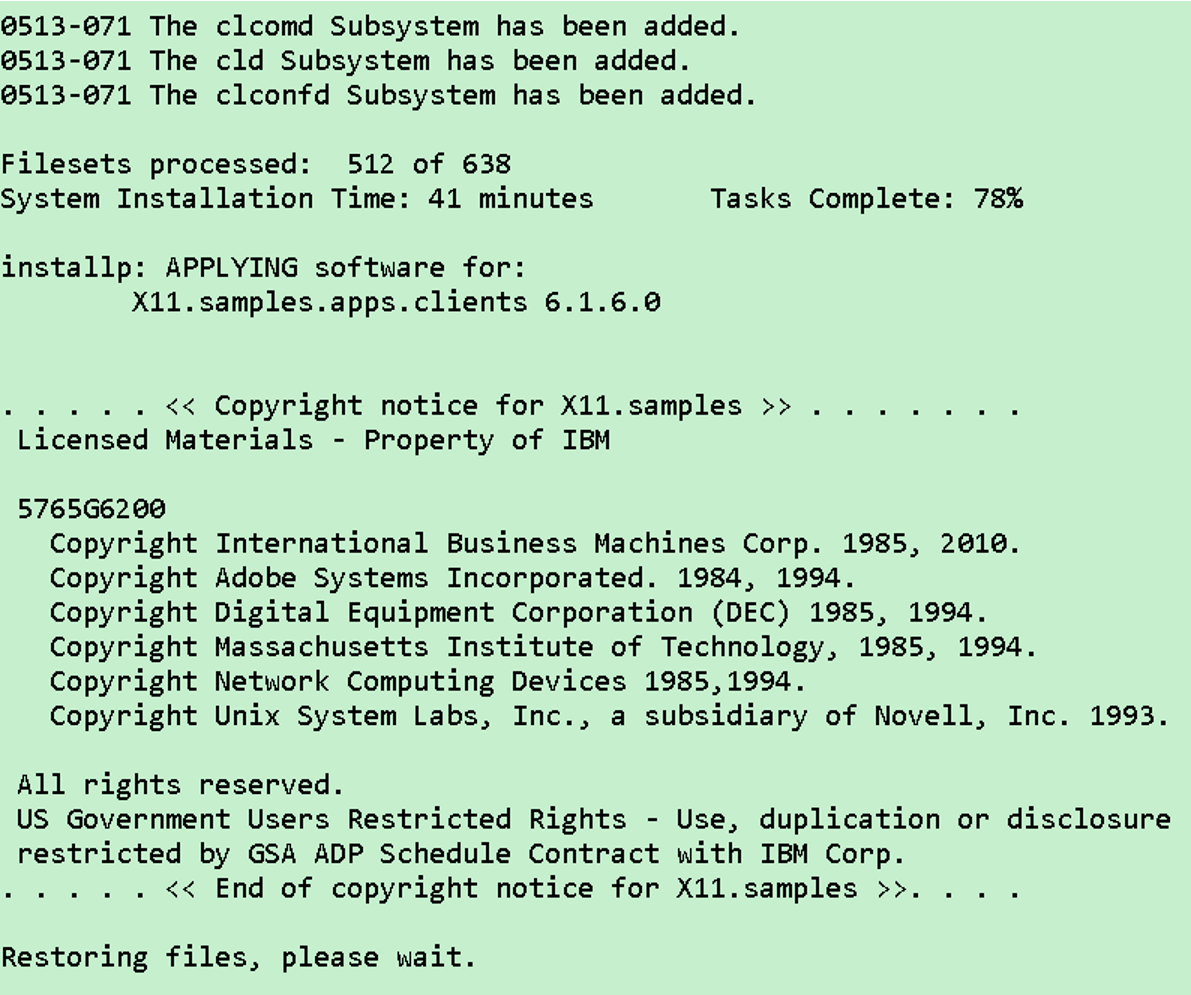 0513-071 The clcomd Subsystem has been added.
0513-071 The cld Subsystem has been added.
0513-071 The clconfd Subsystem has been added.
Filesets processed:  512 of 638
System Installation Time: 41 minutes       Tasks Complete: 78%
installp: APPLYING software for:
        X11.samples.apps.clients 6.1.6.0
. . . . . << Copyright notice for X11.samples >> . . . . . . .
 Licensed Materials - Property of IBM
 5765G6200
   Copyright International Business Machines Corp. 1985, 2010.
   Copyright Adobe Systems Incorporated. 1984, 1994.
   Copyright Digital Equipment Corporation (DEC) 1985, 1994.
   Copyright Massachusetts Institute of Technology, 1985, 1994.
   Copyright Network Computing Devices 1985,1994.
   Copyright Unix System Labs, Inc., a subsidiary of Novell, Inc. 1993.
 All rights reserved.
 US Government Users Restricted Rights - Use, duplication or disclosure
 restricted by GSA ADP Schedule Contract with IBM Corp.
. . . . . << End of copyright notice for X11.samples >>. . . .
Restoring files, please wait.